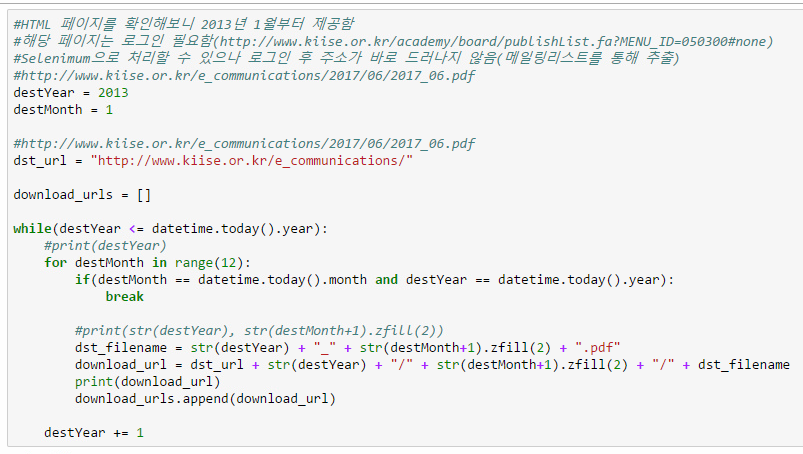 #HTML 페이지를 확인해보니 2013년 1월부터 제공함
#해당 페이지는 로그인 필요함(http://www.kiise.or.kr/academy/board/publishList.fa?MENU_ID=050300#none)
#Selenimum으로 처리할 수 있으나 로그인 후 주소가 바로 드러나지 않음(메일링리스트를 통해 추출)
#http://www.kiise.or.kr/e_communications/2017/06/2017_06.pdf
destYear = 2013
destMonth = 1

#http://www.kiise.or.kr/e_communications/2017/06/2017_06.pdf
dst_url = "http://www.kiise.or.kr/e_communications/"

download_urls = []

while(destYear <= datetime.today().year):
    #print(destYear)
    for destMonth in range(12):
        if(destMonth == datetime.today().month and destYear == datetime.today().year):
            break

        #print(str(destYear), str(destMonth+1).zfill(2))
        dst_filename = str(destYear) + "_" + str(destMonth+1).zfill(2) + ".pdf"
        download_url = dst_url + str(destYear) + "/" + str(destMonth+1).zfill(2) + "/" + dst_filename
        print(download_url)
        download_urls.append(download_url)

    destYear += 1